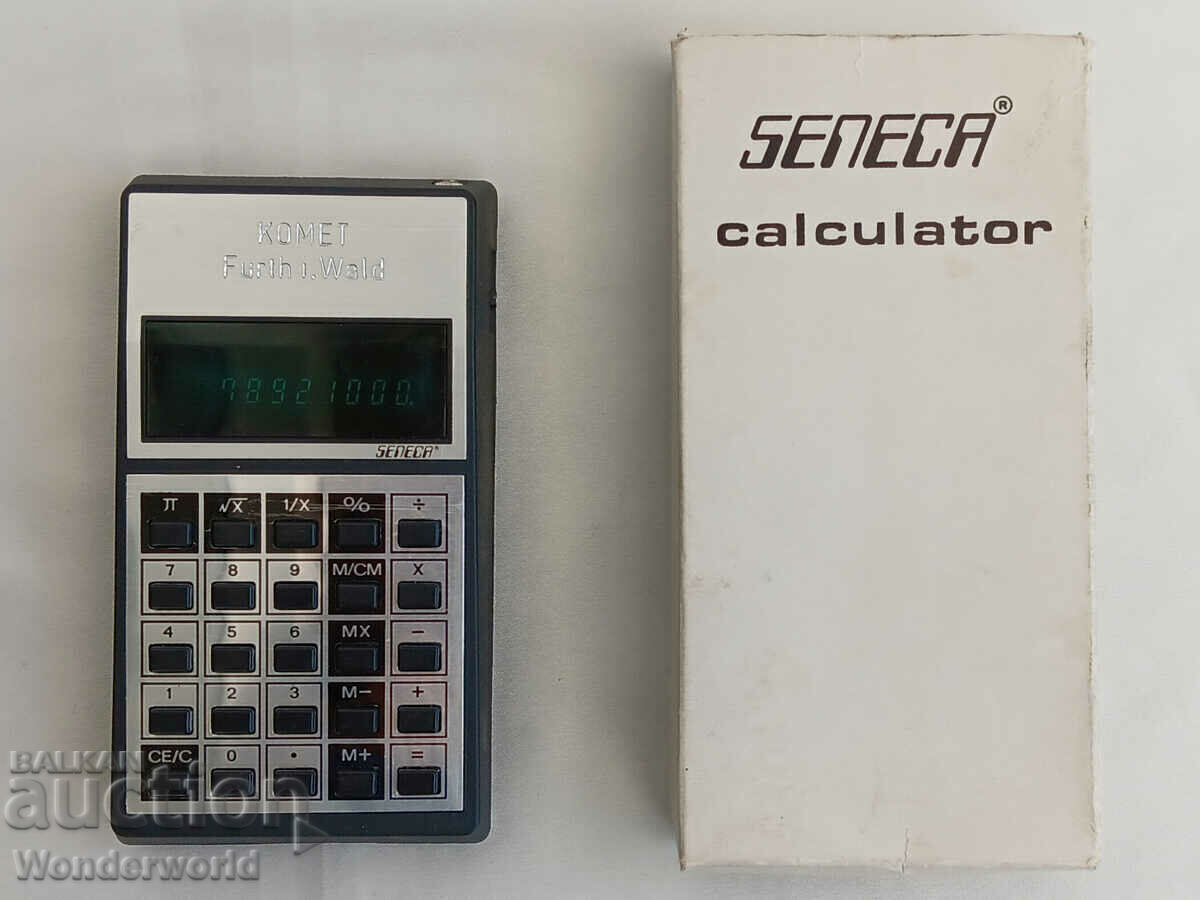 KOMET
Furth i. Wald
78921000.
SENECA®
π √X 1/X % ÷
7 8 9 M/CM X
4 5 6 MX −
1 2 3 M− +
CE/C 0 • M+ =
SENECA®
calculator
BALKAN
auction
Wonderworld